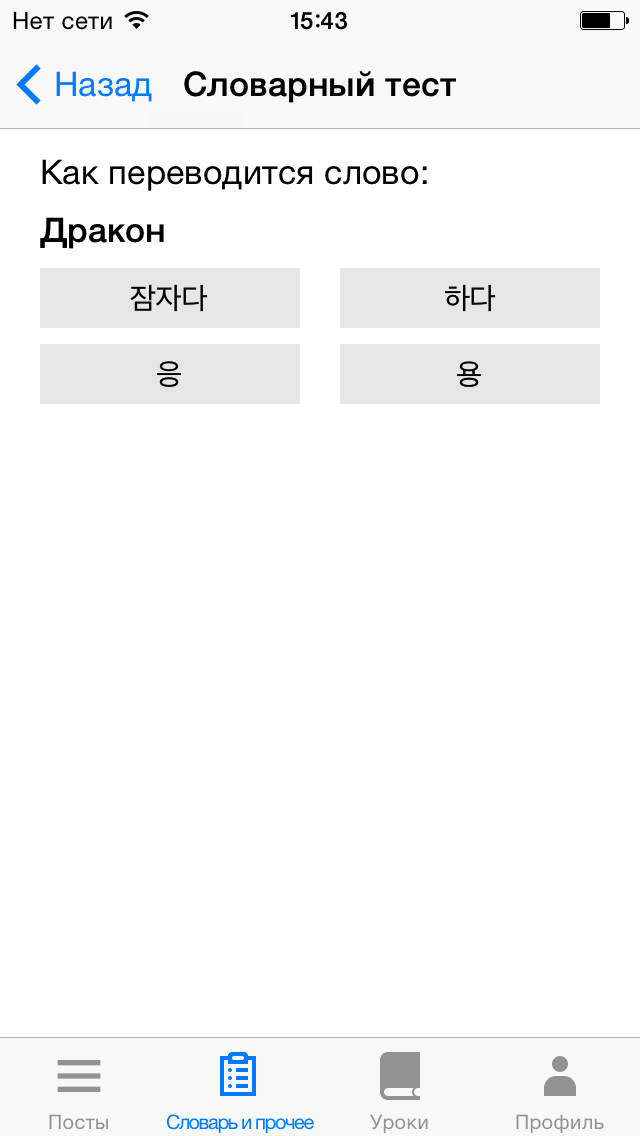 Нет сети 15:43
Назад Словарный тест
Как переводится слово:
Дракон
잠자다 하다
응 용
Посты Словарь и прочее Уроки Профиль